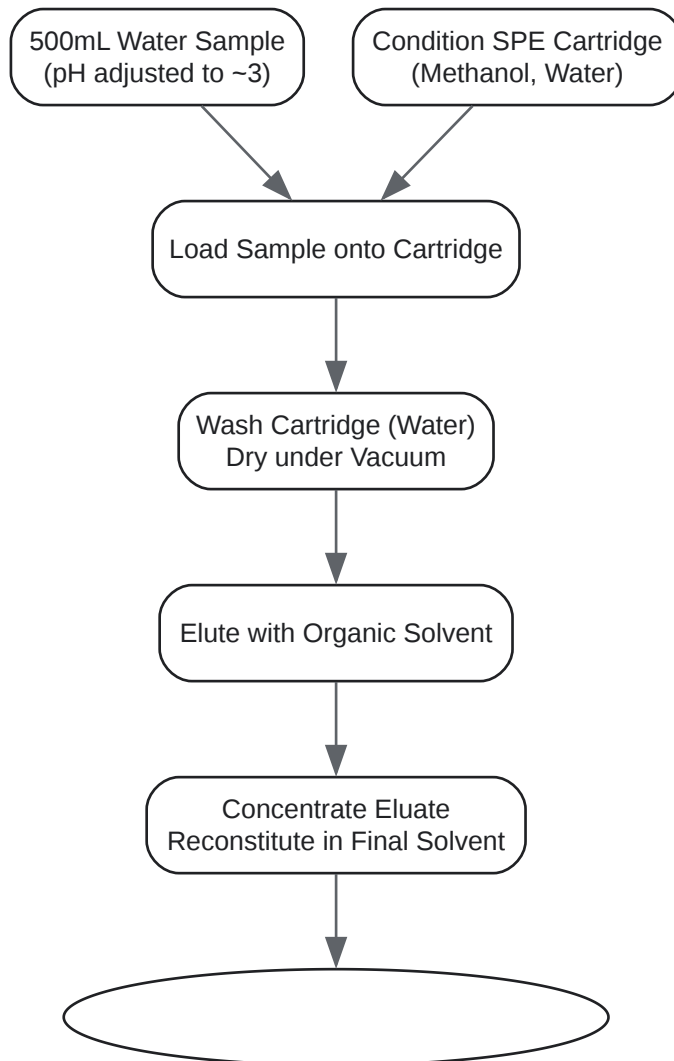 500mL Water Sample
(pH adjusted to ~3)
Condition SPE Cartridge
(Methanol, Water)
Load Sample onto Cartridge
Wash Cartridge (Water)
Dry under Vacuum
Elute with Organic Solvent
Concentrate Eluate
Reconstitute in Final Solvent